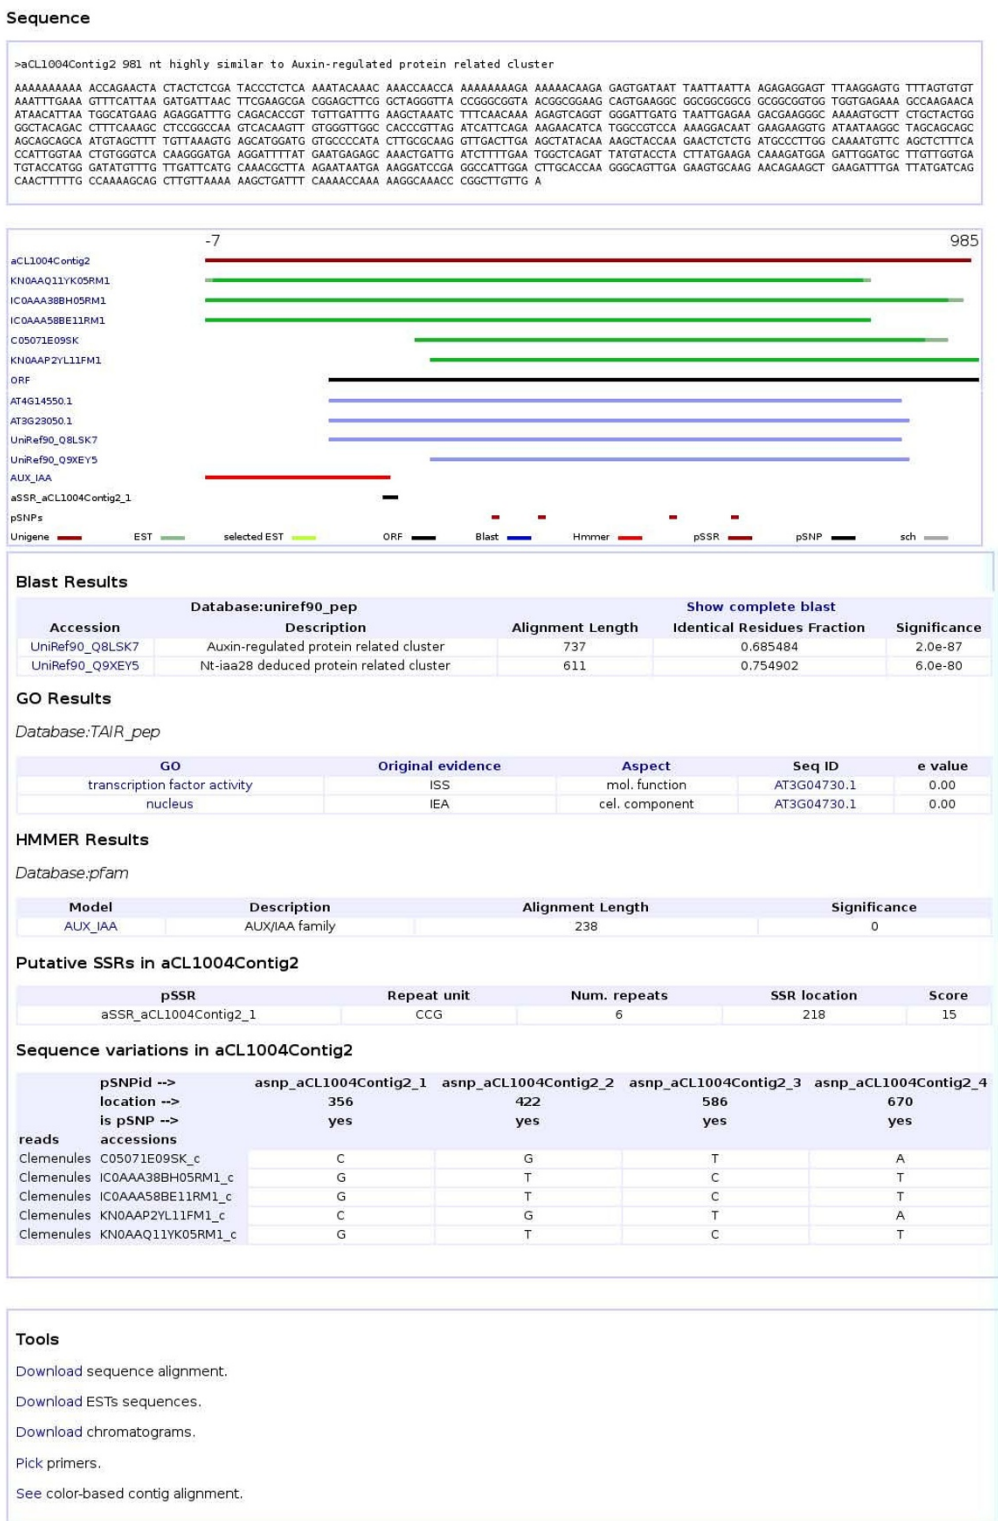 Sequence
>aCL1004Contig2 981 nt highly similar to Auxin-regulated protein related cluster
AAAAAAAAAA ACCAGAACTA CTACTCTCGA TACCCTCTCA AAATACAAAC AAACCAACCA AAAAAAAAGA AAAAACAAGA GAGTGATAAT TAATTAATTA AGAGAGGAGT TTAAGGAGTG TTTAGTGTGT
AAATTTGAAA GTTTCATTAA GATGATTAAC TTCGAAGCGA CGGAGCTTCG GCTAGGGTTA CCGGGCGGTA ACGGCGGAAG CAGTGAAGGC GGCGGCGGCG GCGGCGGTGG TGGTGAGAAA GCCAAGAACA
ATAACATTAA TGGCATGAAG AGAGGATTTG CAGACACCGT TGTTGATTTG AAGCTAAATC TTTCAACAAA AGAGTCAGGT GGGATTGATG TAATTGAGAA GACGAAGGGC AAAAGTGCTT CTGCTACTGG
GGCTACAGAC CCTTTCAAAGC CTCCGGCCAA GTCACAAGTT GTGGGTTGGC CACCCGTTAG ATCATTCAGA AAGAACATCA TGGCCGTCCA AAAGGACAAT GAAGAAGGTG ATAATAAGGC TAGCAGCAGC
AGCAGCAGCA ATGTAGCTTT TGTTAAAGTG AGCATGGATG GTGCCCCATA CTTGCGCAAG GTTGACTTGA AGCTATACAA AAGCTACCAA GAACTCTCTG ATGCCCTTGG CAAAATGTTC AGCTCTTTCA
CCATTGGTAA CTGTGGGTCA CAAGGGATGA AGGATTTTAT GAATGAGAGC AAACTGATTG ATCTTTTGAA TGGCTCAGAT TATGTACCTA CTTATGAAGA CAAAGATGGA GATTGGATGC TTGTTGGTGA
TGTACCATGG GATATGTTTG TTGATTCATG CAAACGCTTA AGAATAATGA AAGGATCCGA GGCCATTGGA CTTGCACCAA GGGCAGTTGA GAAGTGCAAG AACAGAAGCT GAAGATTTGA TTATGATCAG
CAACTTTTTG CCAAAAGCAG CTTGTTAAAA AAGCTGATTT CAAAACCAAA AAGGCAAACC CGGCTTGTTG A
-7 985
aCL1004Contig2
KN0AAQ11YK05RM1
IC0AAA38BH05RM1
IC0AAA58BE11RM1
C05071E09SK
KN0AAP2YL11FM1
ORF
AT4G14550.1
AT3G23050.1
UniRef90_Q8LSK7
UniRef90_Q9XEY5
AUX_IAA
aSSR_aCL1004Contig2_1
pSNPs
Unigene EST selected EST ORF Blast Hmmer pSSR pSNP sch
Blast Results
Database:uniref90_pep Show complete blast
Accession Description Alignment Length Identical Residues Fraction Significance
UniRef90_Q8LSK7 Auxin-regulated protein related cluster 737 0.685484 2.0e-87
UniRef90_Q9XEY5 Nt-iaa28 deduced protein related cluster 611 0.754902 6.0e-80
GO Results
Database:TAIR_pep
GO Original evidence Aspect Seq ID e value
transcription factor activity ISS mol. function AT3G04730.1 0.00
nucleus IEA cel. component AT3G04730.1 0.00
HMMER Results
Database:pfam
Model Description Alignment Length Significance
AUX_IAA AUX/IAA family 238 0
Putative SSRs in aCL1004Contig2
pSSR Repeat unit Num. repeats SSR location Score
aSSR_aCL1004Contig2_1 CCG 6 218 15
Sequence variations in aCL1004Contig2
pSNPid --> asnp_aCL1004Contig2_1 asnp_aCL1004Contig2_2 asnp_aCL1004Contig2_3 asnp_aCL1004Contig2_4
location --> 356 422 586 670
is pSNP --> yes yes yes yes
reads accessions
Clemenules C05071E09SK_c C G T A
Clemenules IC0AAA38BH05RM1_c G T C T
Clemenules IC0AAA58BE11RM1_c G T C T
Clemenules KN0AAP2YL11FM1_c C G T A
Clemenules KN0AAQ11YK05RM1_c G T C T
Tools
Download sequence alignment.
Download ESTs sequences.
Download chromatograms.
Pick primers.
See color-based contig alignment.